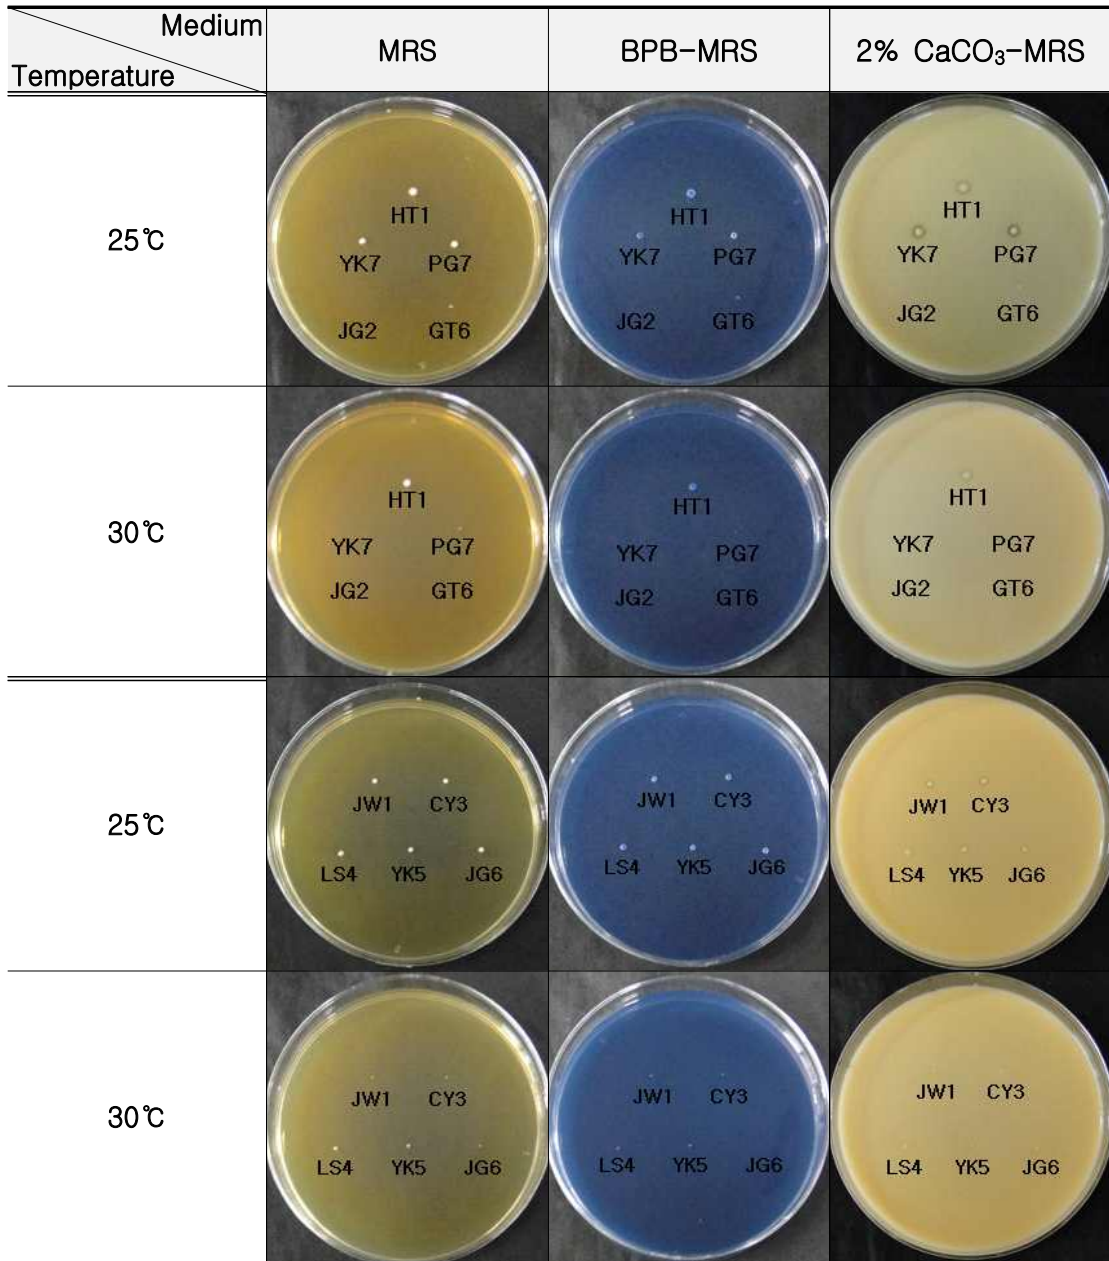 Medium
Temperature
MRS
BPB-MRS
2% CaCO₃-MRS
25℃
HT1
YK7 PG7
JG2 GT6
HT1
YK7 PG7
JG2 GT6
HT1
YK7 PG7
JG2 GT6
30℃
HT1
YK7 PG7
JG2 GT6
HT1
YK7 PG7
JG2 GT6
HT1
YK7 PG7
JG2 GT6
25℃
JW1 CY3
LS4 YK5 JG6
JW1 CY3
LS4 YK5 JG6
JW1 CY3
LS4 YK5 JG6
30℃
JW1 CY3
LS4 YK5 JG6
JW1 CY3
LS4 YK5 JG6
JW1 CY3
LS4 YK5 JG6